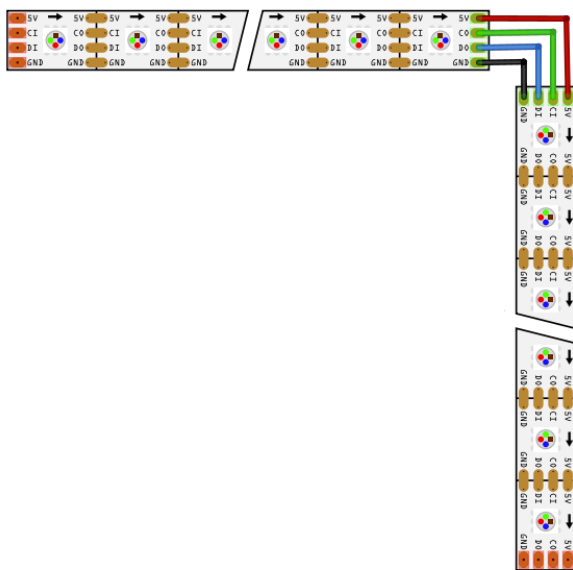 5V 5V 5V 5V 5V 5V 5V 5V 5V 5V
CI CO CI CO CI CO CI CO CI CO
DI DO DI DO DI DO DI DO DI DO
GND GND GND GND GND GND GND GND GND GND
GND DI CI 5V
GND DO CO 5V
GND DI CI 5V
GND DO CO 5V
GND DI CI 5V
GND DO CO 5V
GND DI CI 5V
GND DO CO 5V
GND DI CI 5V
GND DO CO 5V